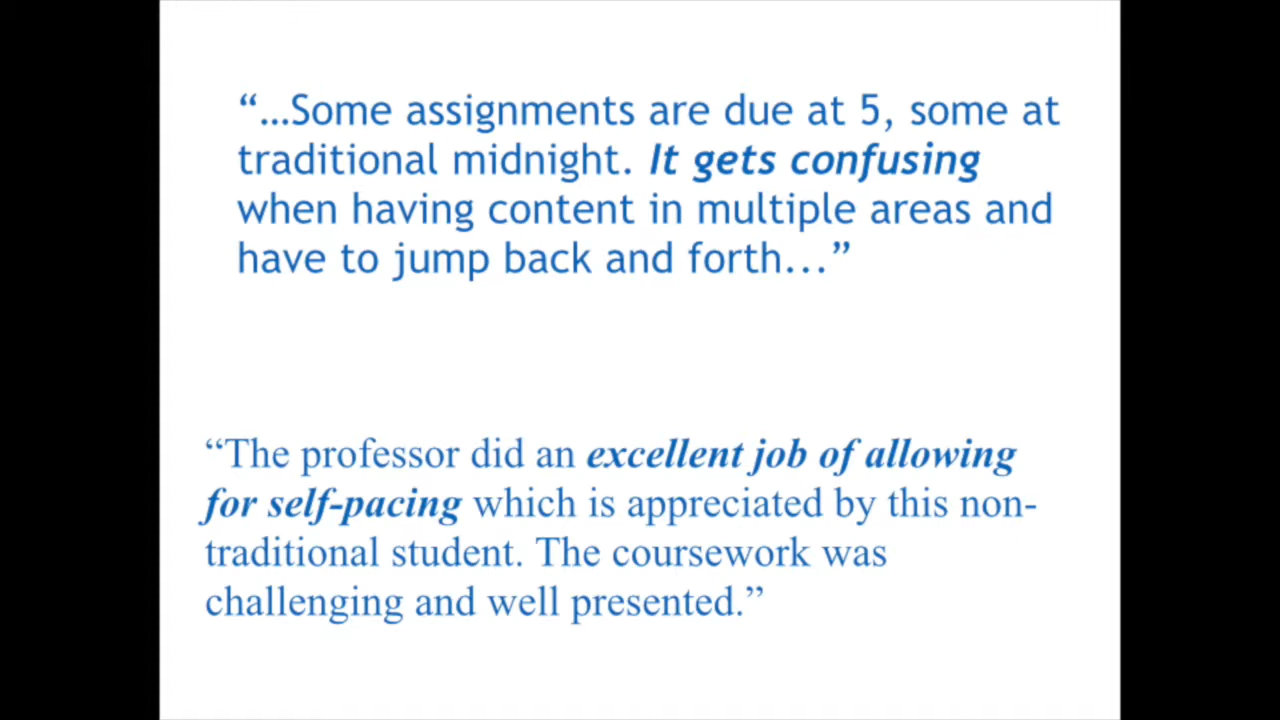 “…Some assignments are due at 5, some at
traditional midnight. It gets confusing
when having content in multiple areas and
have to jump back and forth...”
“The professor did an excellent job of allowing
for self-pacing which is appreciated by this non-
traditional student. The coursework was
challenging and well presented.”